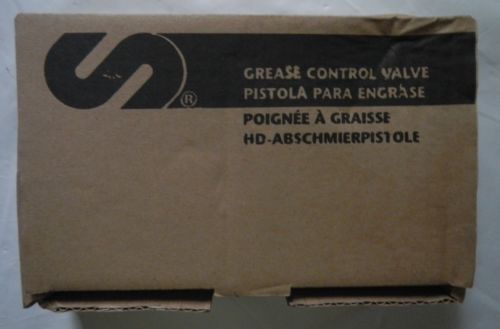 GREASE CONTROL VALVE
PISTOLA PARA ENGRASE
®
POIGNÉE À GRAISSE
HD-ABSCHMIERPISTOLE